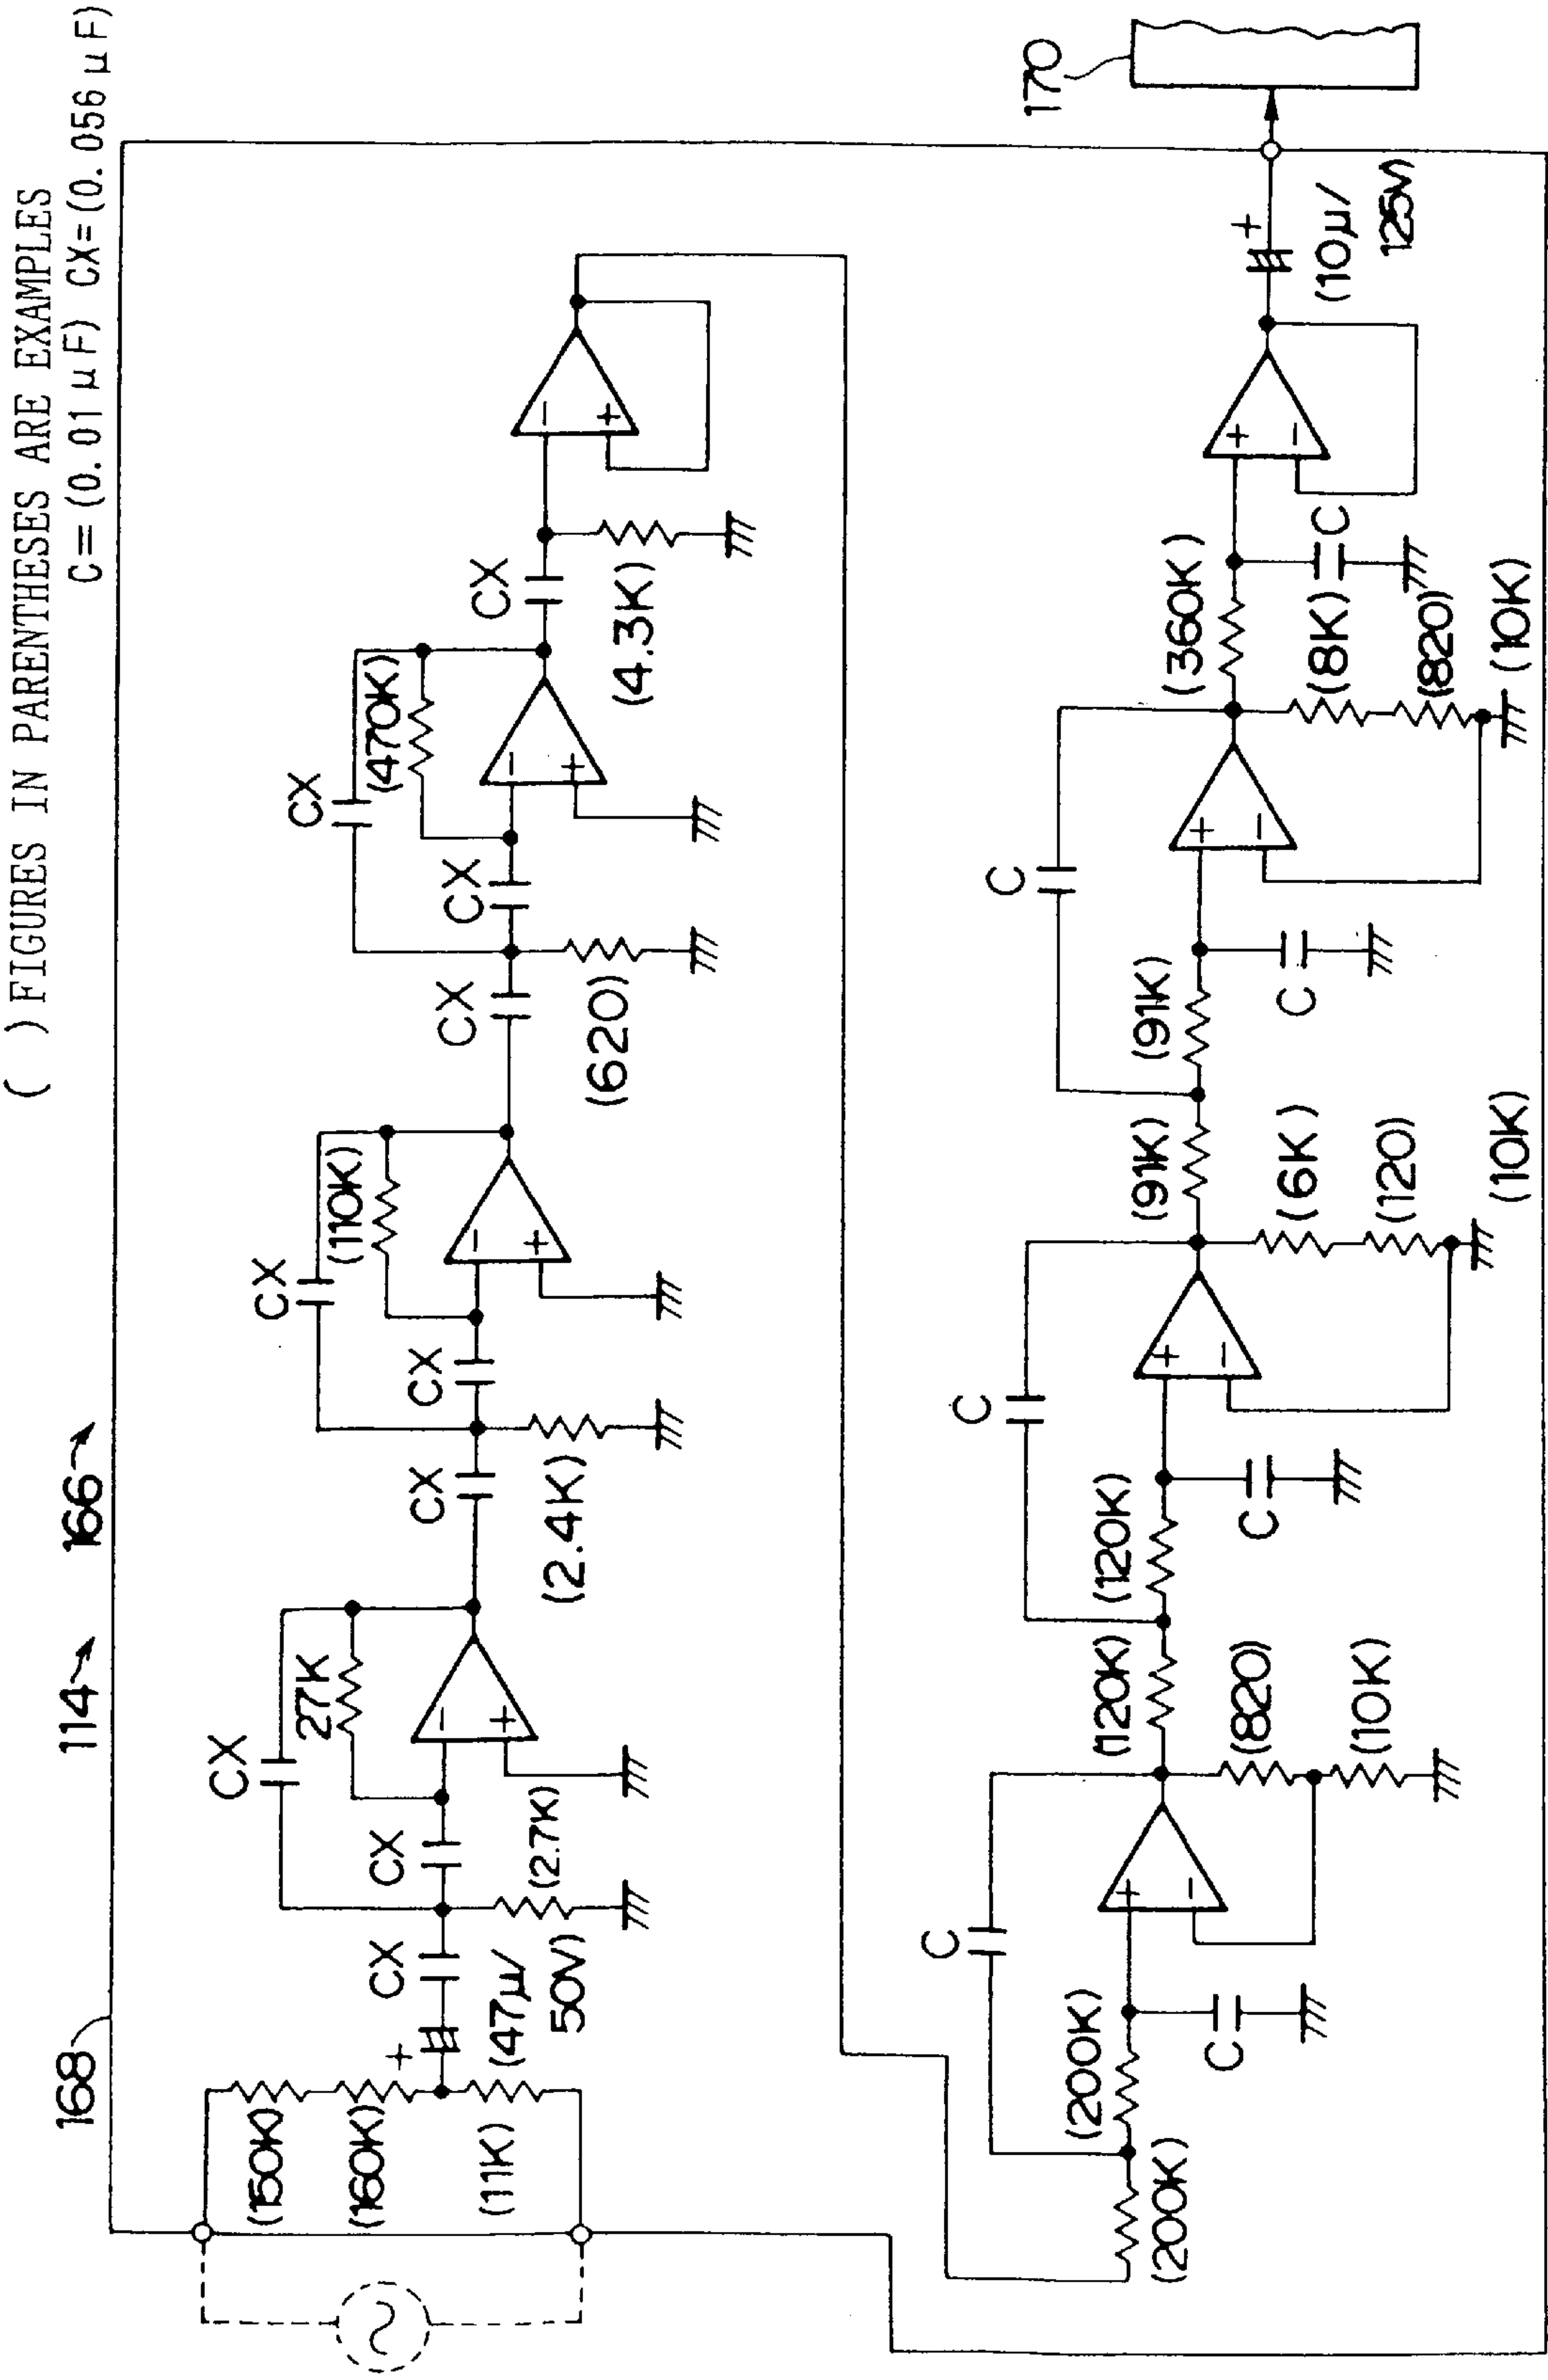 ( ) FIGURES IN PARENTHESES ARE EXAMPLES
C=(0.01 μF) CX=(0.056 μF)
114
166
168
(150K)
(160K)
(11K)
+
(47μ/
50V)
CX
CX
CX
27K
(2.7K)
−
+
CX
CX
CX
(110K)
(2.4K)
−
+
CX
CX
CX
(470K)
(620)
−
+
CX
(4.3K)
−
+
(200K)
(200K)
C
C
+
−
(820)
(10K)
(120K)
(120K)
C
C
+
−
(6K)
(120)
(10K)
(91K)
(91K)
C
C
+
−
(8K)
(820)
(10K)
(360K)
C
+
−
+
(10μ/
125V)
170